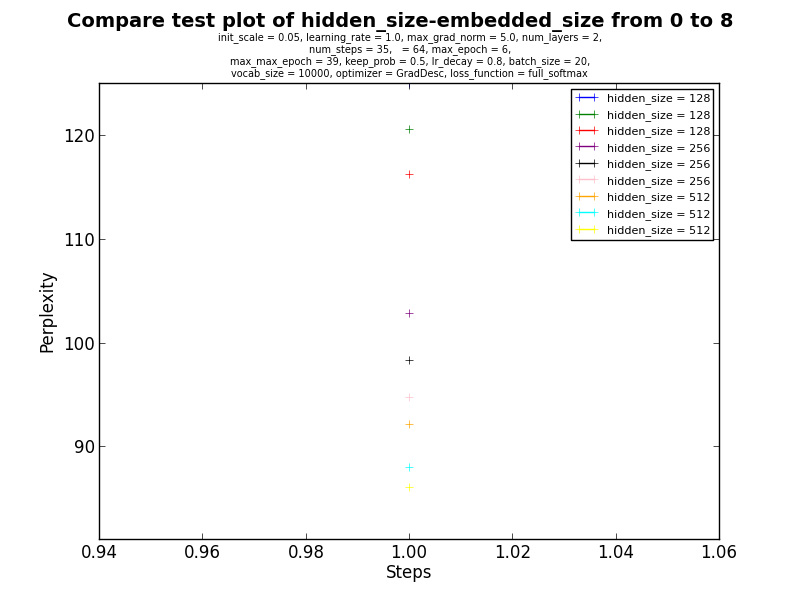 Compare test plot of hidden_size-embedded_size from 0 to 8
init_scale = 0.05, learning_rate = 1.0, max_grad_norm = 5.0, num_layers = 2,
num_steps = 35,   = 64, max_epoch = 6,
max_max_epoch = 39, keep_prob = 0.5, lr_decay = 0.8, batch_size = 20,
vocab_size = 10000, optimizer = GradDesc, loss_function = full_softmax
hidden_size = 128
hidden_size = 128
hidden_size = 128
hidden_size = 256
hidden_size = 256
hidden_size = 256
hidden_size = 512
hidden_size = 512
hidden_size = 512
120
110
100
90
Perplexity
0.94 0.96 0.98 1.00 1.02 1.04 1.06
Steps